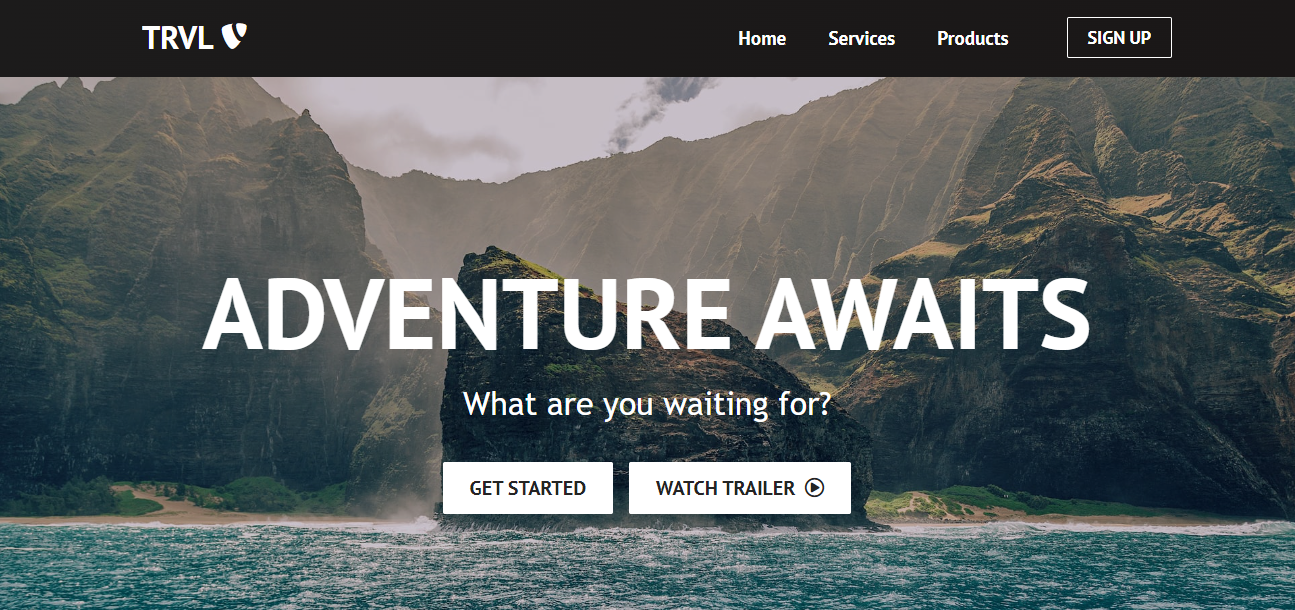 TRVL
Home Services Products SIGN UP
ADVENTURE AWAITS
What are you waiting for?
GET STARTED WATCH TRAILER